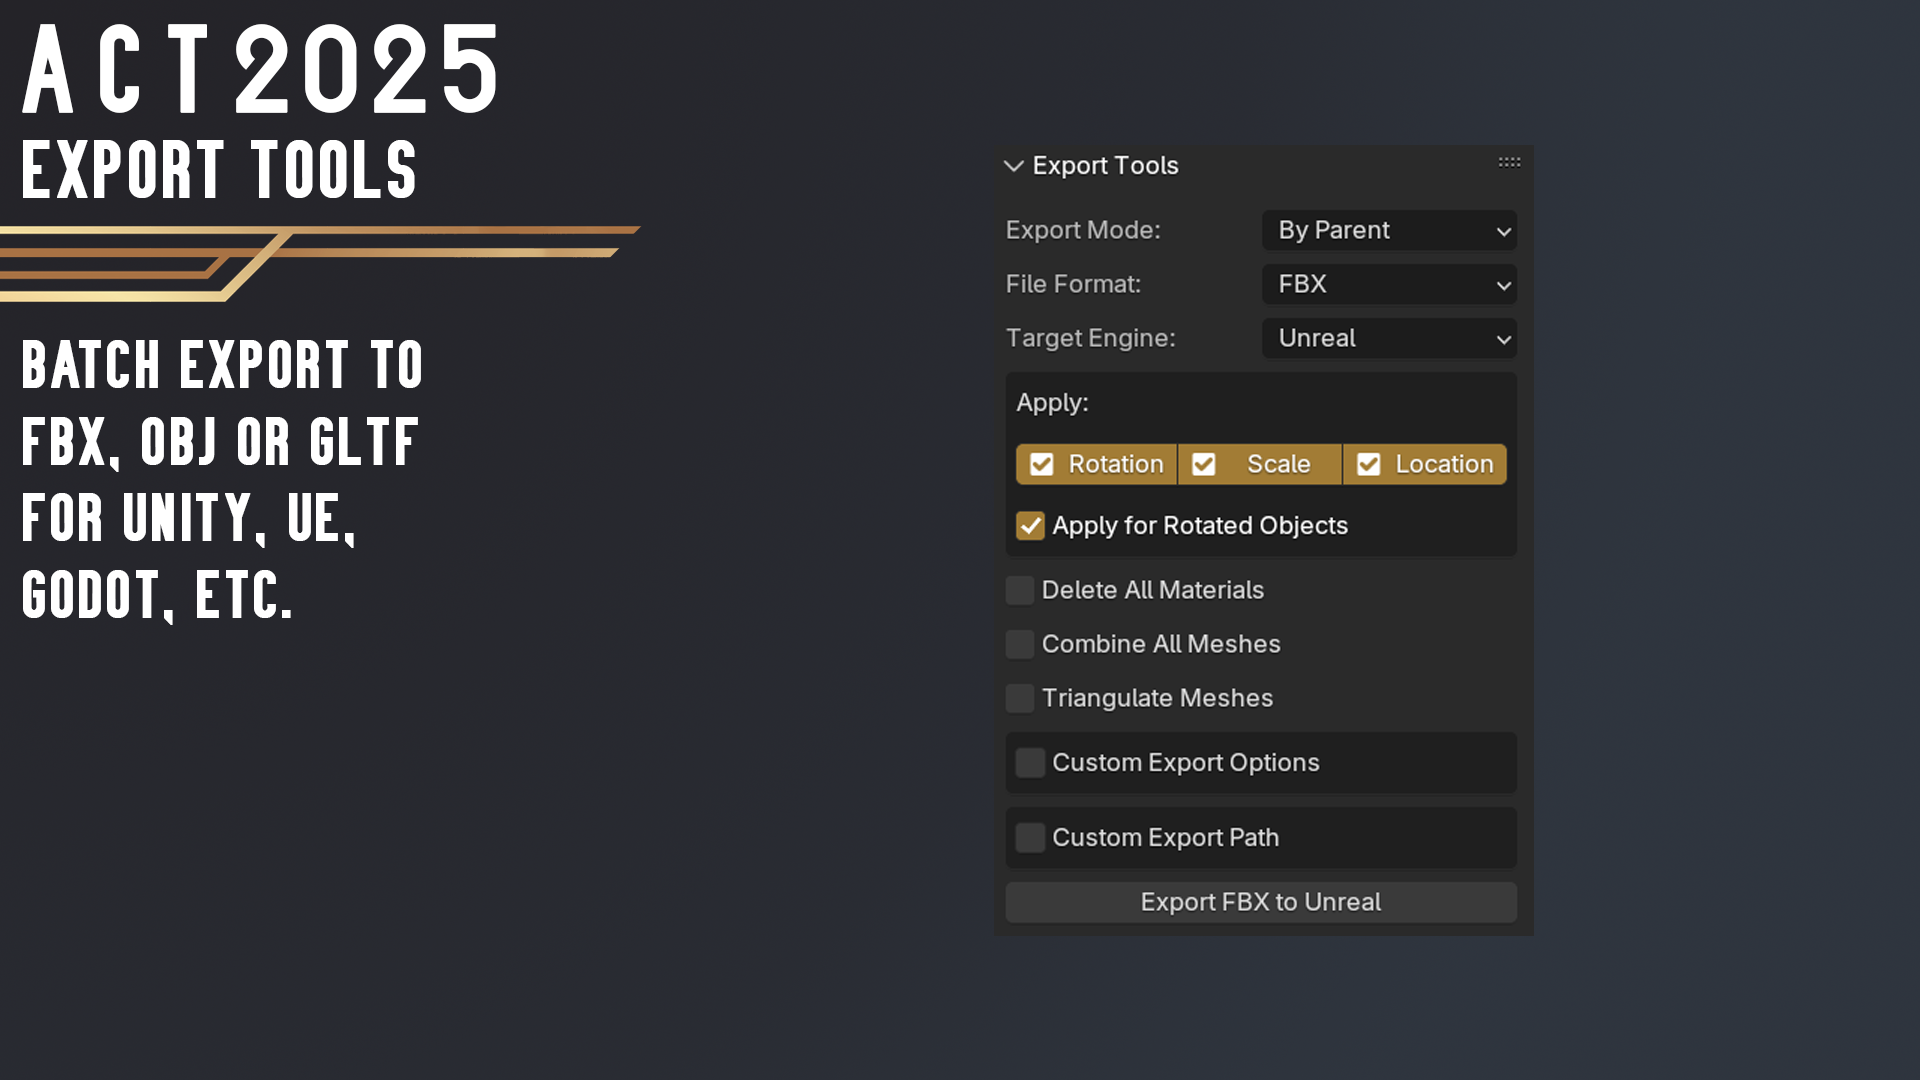 ACT2025
EXPORT TOOLS
BATCH EXPORT TO
FBX, OBJ OR GLTF
FOR UNITY, UE,
GODOT, ETC.
Export Tools
Export Mode: By Parent
File Format: FBX
Target Engine: Unreal
Apply:
Rotation Scale Location
Apply for Rotated Objects
Delete All Materials
Combine All Meshes
Triangulate Meshes
Custom Export Options
Custom Export Path
Export FBX to Unreal